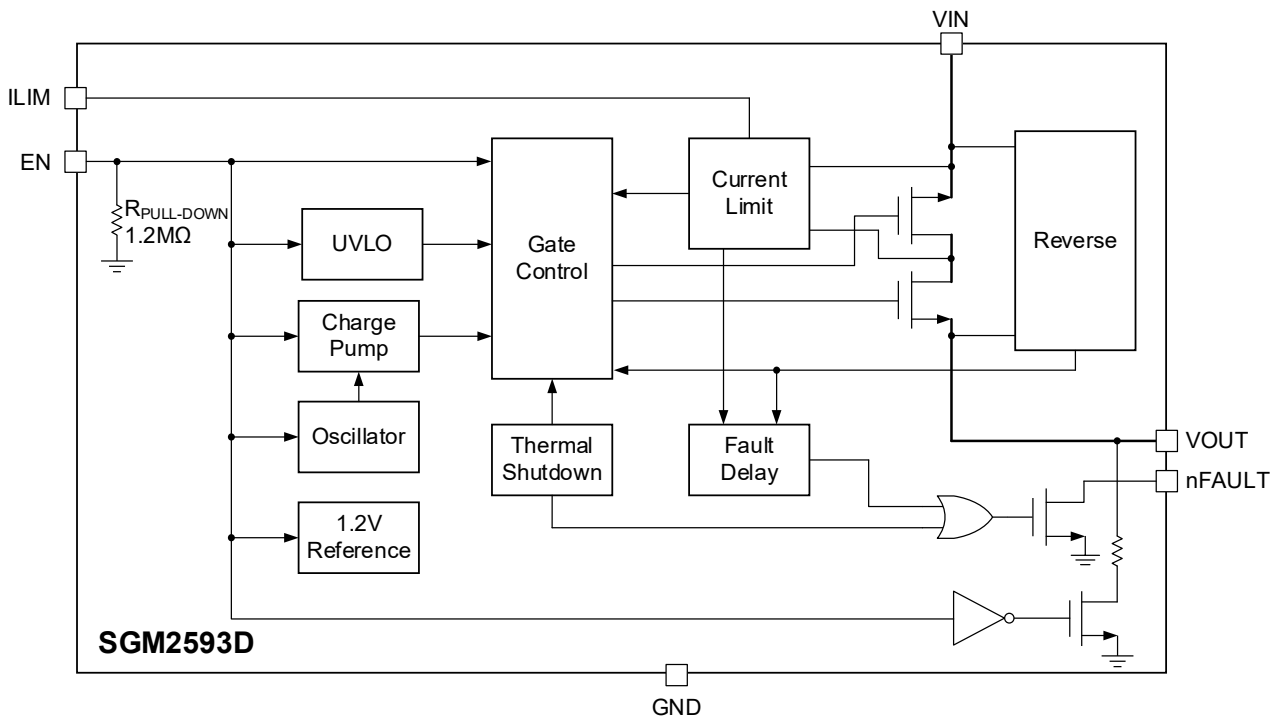 VIN
ILIM
EN
RPULL-DOWN
1.2MΩ
UVLO
Charge
Pump
Oscillator
1.2V
Reference
Gate
Control
Thermal
Shutdown
Current
Limit
Fault
Delay
Reverse
VOUT
nFAULT
SGM2593D
GND